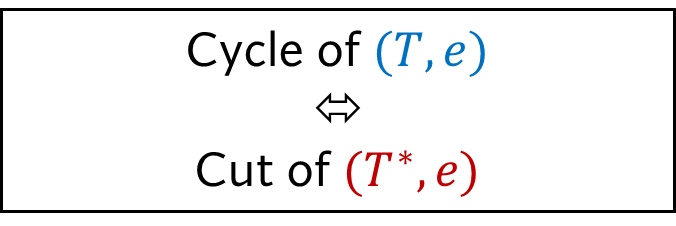 Cycle of (T, e)
⇔
Cut of (T*, e)